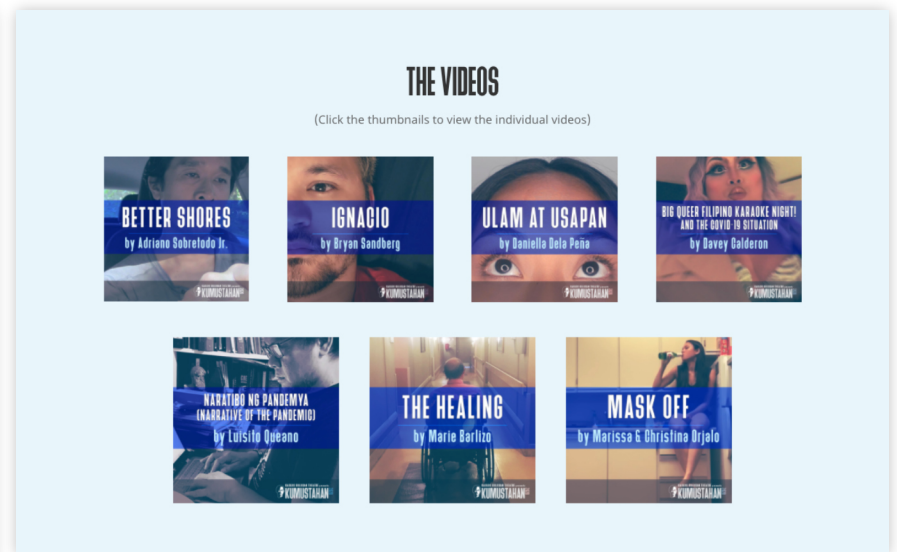 THE VIDEOS
(Click the thumbnails to view the individual videos)
BETTER SHORES
by Adriano Sobretodo Jr.
KUMUSTAHAN
IGNACIO
by Bryan Sandberg
KUMUSTAHAN
ULAM AT USAPAN
by Daniella Dela Peña
KUMUSTAHAN
BIG QUEER FILIPINO KARAOKE NIGHT!
AND THE COVID-19 SITUATION
by Davey Calderon
KUMUSTAHAN
NARATIBO NG PANDEMYA
(NARRATIVE OF THE PANDEMIC)
by Luisito Queano
KUMUSTAHAN
THE HEALING
by Marie Barlizo
KUMUSTAHAN
MASK OFF
by Marissa & Christina Orjalo
KUMUSTAHAN